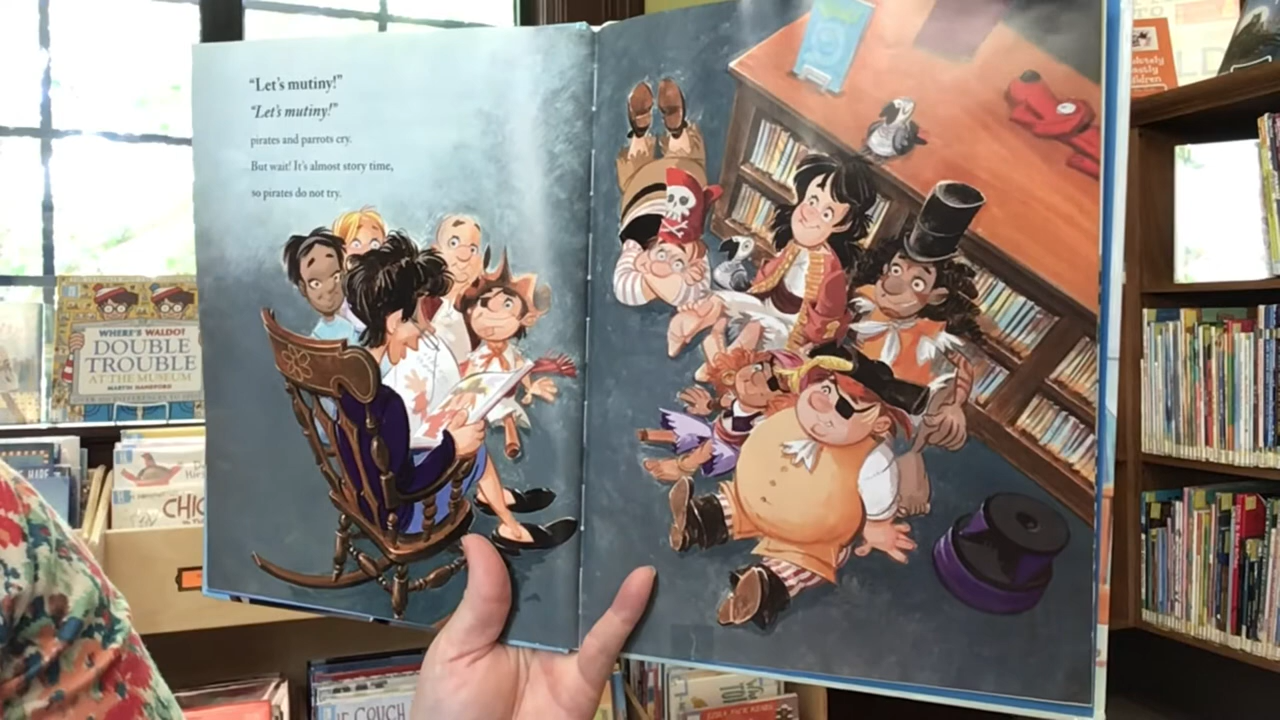 “Let’s mutiny!”
“Let’s mutiny!”
pirates and parrots cry.
But wait! It’s almost story time,
so pirates do not try.
WHERE'S WALDO?
DOUBLE
TROUBLE
AT THE MUSEUM
MARTIN HANDFORD
CHIC
COUCH